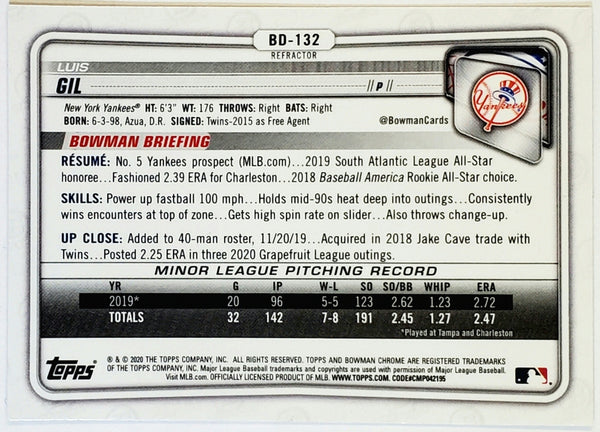 BD-132
REFRACTOR
LUIS
GIL
//P//
New York Yankees® HT: 6'3" WT: 176 THROWS: Right BATS: Right
BORN: 6-3-98, Azua, D.R. SIGNED: Twins-2015 as Free Agent
@BowmanCards
Yankees
BOWMAN BRIEFING
RÉSUMÉ: No. 5 Yankees prospect (MLB.com)...2019 South Atlantic League All-Star
honoree...Fashioned 2.39 ERA for Charleston...2018 Baseball America Rookie All-Star choice.
SKILLS: Power up fastball 100 mph...Holds mid-90s heat deep into outings...Consistently
wins encounters at top of zone...Gets high spin rate on slider...Also throws change-up.
UP CLOSE: Added to 40-man roster, 11/20/19...Acquired in 2018 Jake Cave trade with
Twins...Posted 2.25 ERA in three 2020 Grapefruit League outings.
MINOR LEAGUE PITCHING RECORD
YR G IP W-L SO SO/BB WHIP ERA
2019* 20 96 5-5 123 2.62 1.23 2.72
TOTALS 32 142 7-8 191 2.45 1.27 2.47
*Played at Tampa and Charleston
Topps
® & © 2020 THE TOPPS COMPANY, INC. ALL RIGHTS RESERVED. TOPPS AND BOWMAN CHROME ARE REGISTERED TRADEMARKS
OF THE TOPPS COMPANY, INC. Major League Baseball trademarks and copyrights are used with permission of Major League Baseball.
Visit MLB.com. OFFICIALLY LICENSED PRODUCT OF MLB. WWW.TOPPS.COM. CODE#CMP042195